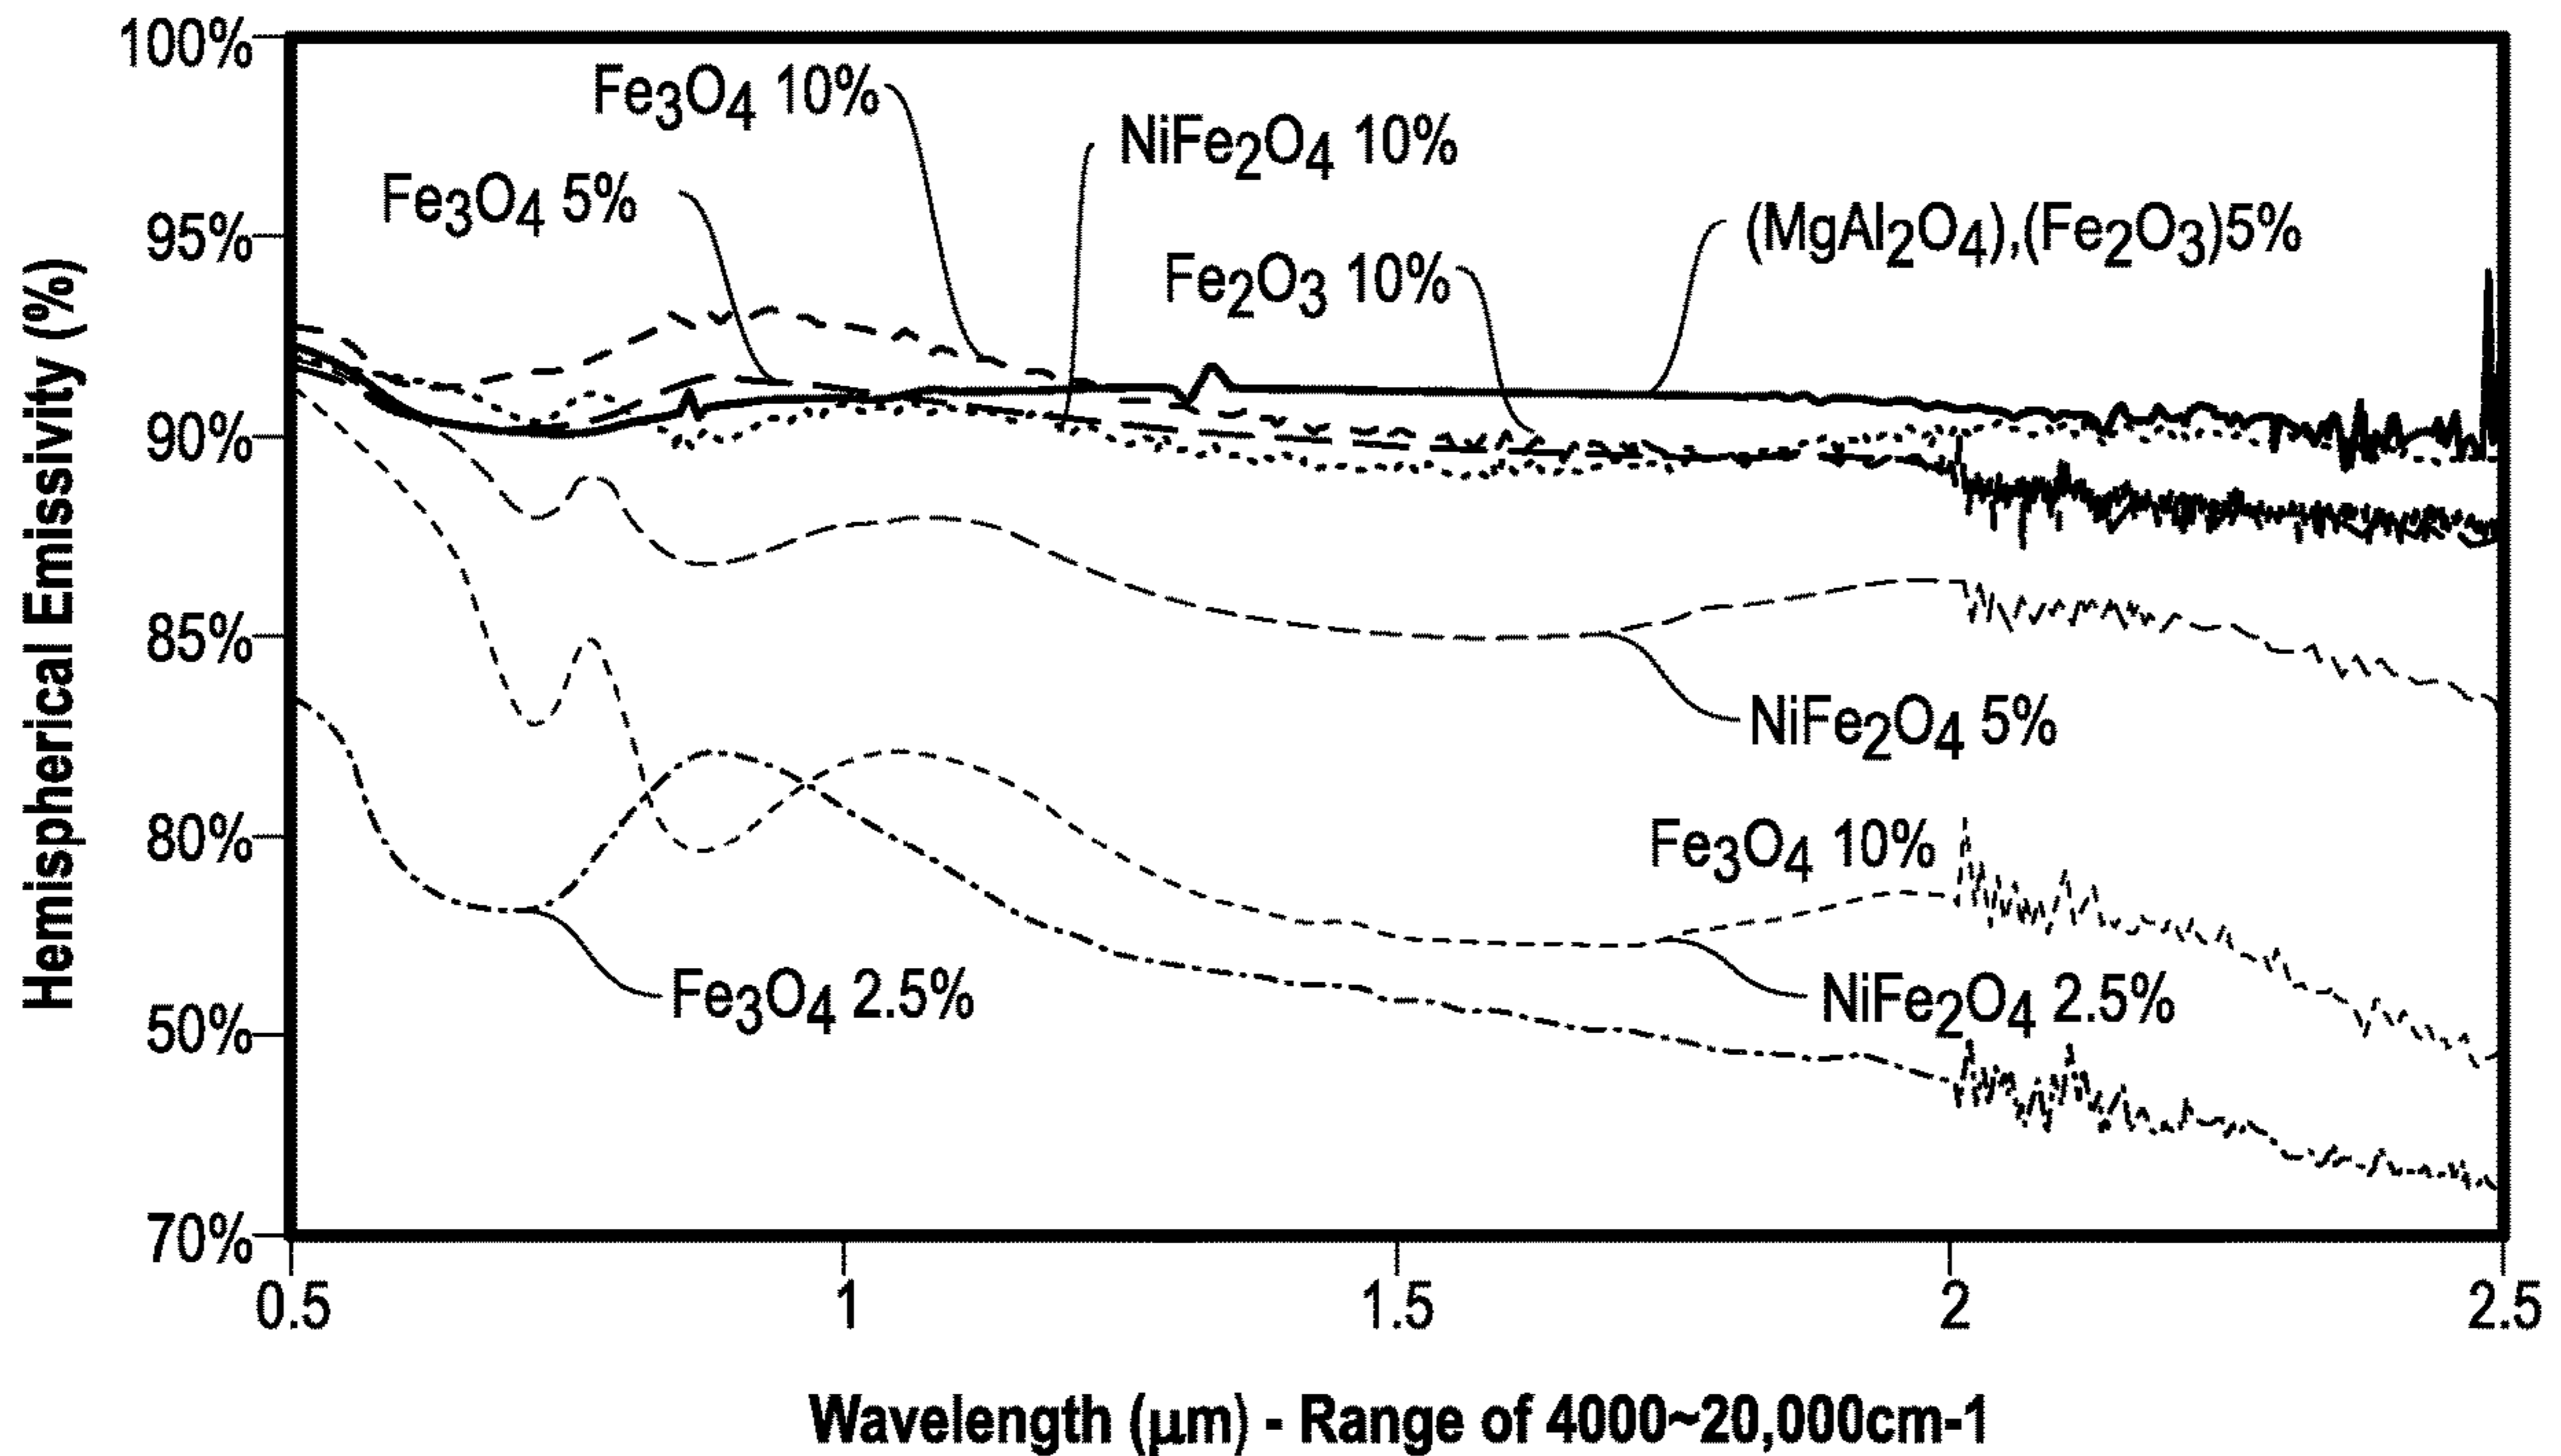 100%
Fe₃O₄ 10%
NiFe₂O₄ 10%
Fe₃O₄ 5%
(MgAl₂O₄),(Fe₂O₃)5%
95%
Fe₂O₃ 10%
90%
85%
NiFe₂O₄ 5%
80%
Fe₃O₄ 10%
Fe₃O₄ 2.5%
NiFe₂O₄ 2.5%
50%
70%
Hemispherical Emissivity (%)
0.5 1 1.5 2 2.5
Wavelength (μm) - Range of 4000~20,000cm-1